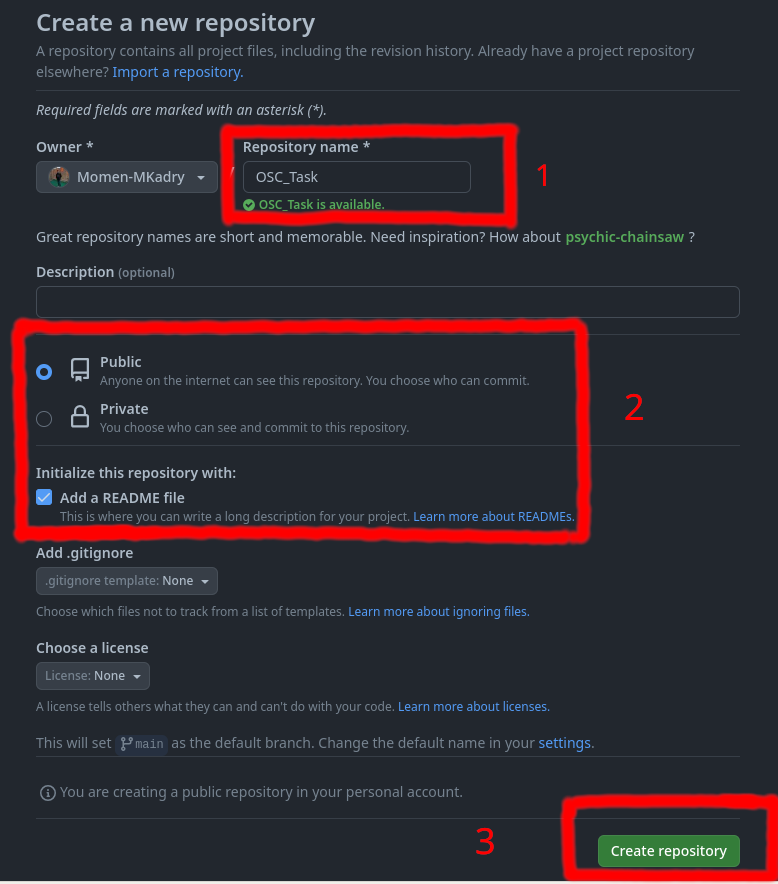 Create a new repository
A repository contains all project files, including the revision history. Already have a project repository
elsewhere? Import a repository.
Required fields are marked with an asterisk (*).
Owner *
Repository name *
Momen-MKadry
/
OSC_Task
1
OSC_Task is available.
Great repository names are short and memorable. Need inspiration? How about psychic-chainsaw ?
Description (optional)
Public
Anyone on the internet can see this repository. You choose who can commit.
Private
You choose who can see and commit to this repository.
2
Initialize this repository with:
Add a README file
This is where you can write a long description for your project. Learn more about READMEs.
Add .gitignore
.gitignore template: None
Choose which files not to track from a list of templates. Learn more about ignoring files.
Choose a license
License: None
A license tells others what they can and can't do with your code. Learn more about licenses.
This will set main as the default branch. Change the default name in your settings.
You are creating a public repository in your personal account.
3
Create repository